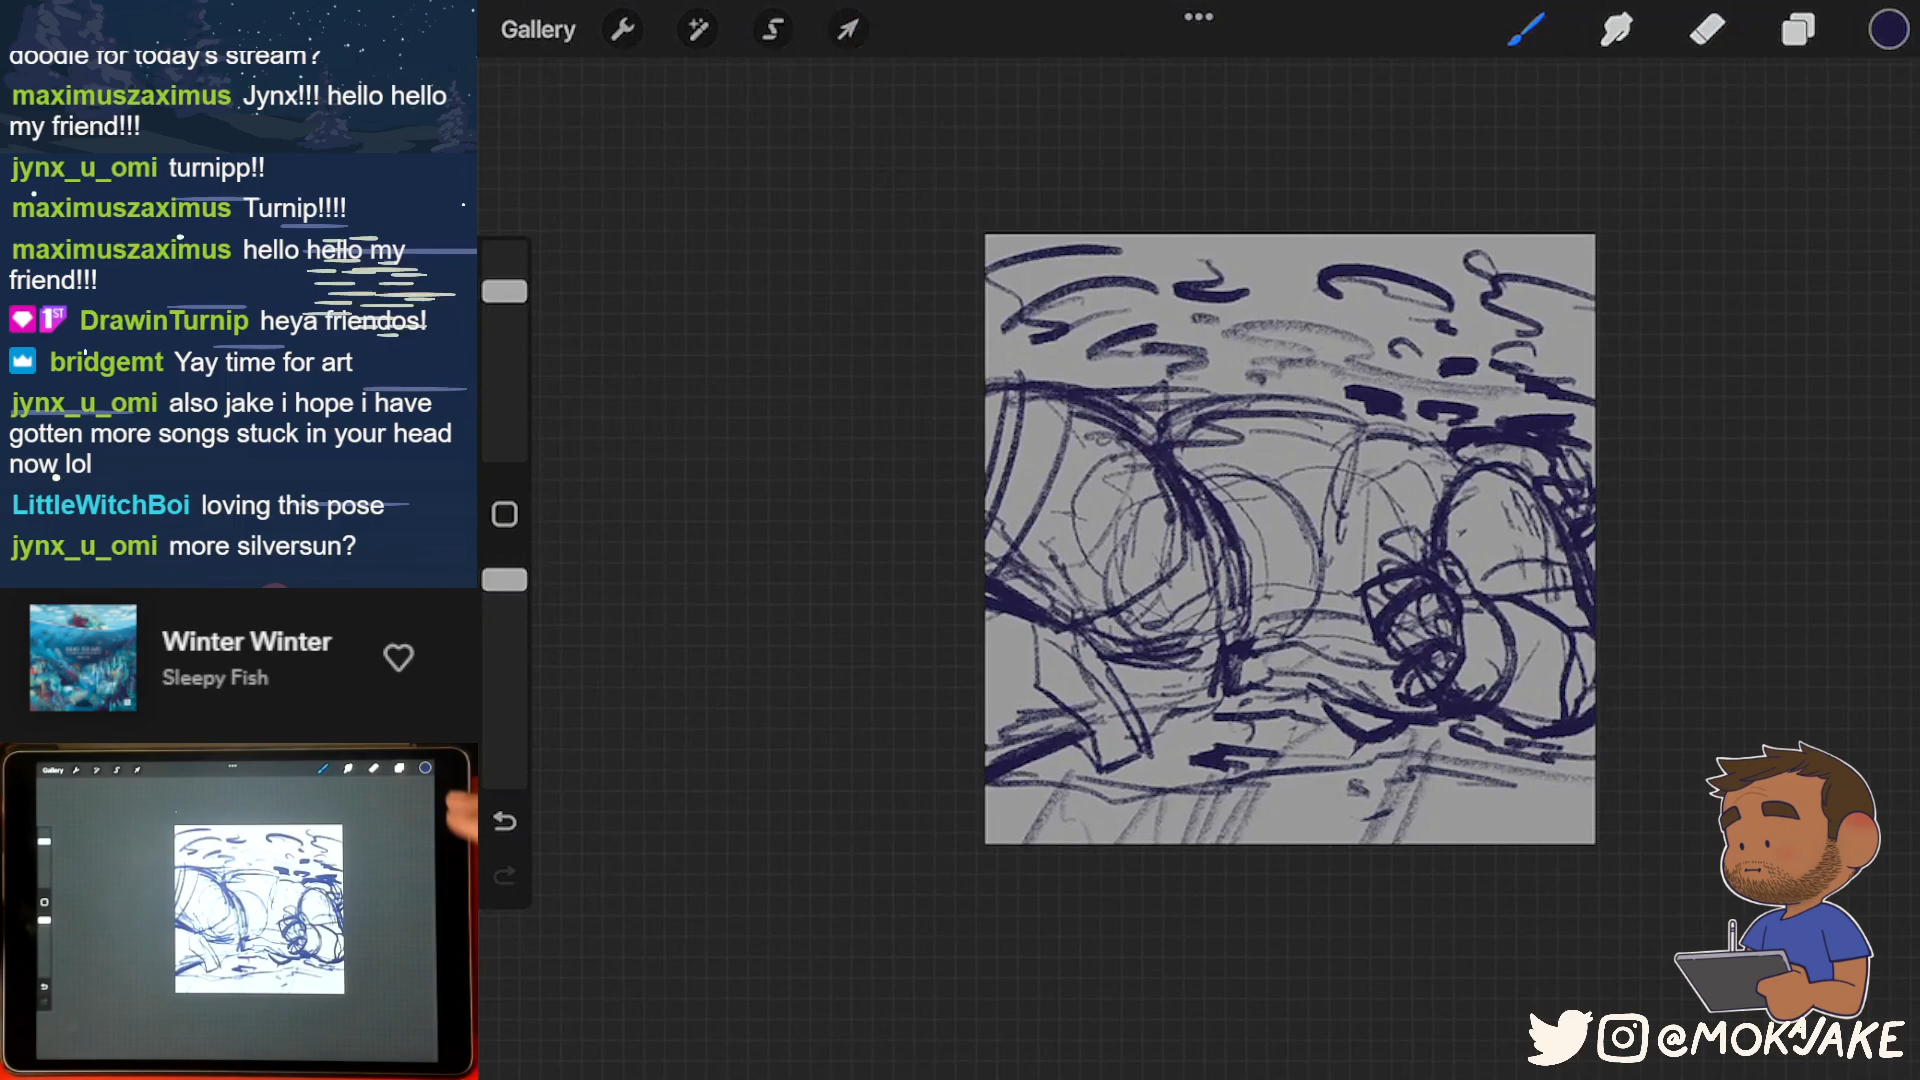 doodle for today's stream?
maximuszaximus Jynx!!! hello hello
my friend!!!
jynx_u_omi turnipp!!
maximuszaximus Turnip!!!!
maximuszaximus hello hello my
friend!!!
1ST DrawinTurnip heya friendos!
bridgemt Yay time for art
jynx_u_omi also jake i hope i have
gotten more songs stuck in your head
now lol
LittleWitchBoi loving this pose
jynx_u_omi more silversun?
Winter Winter
Sleepy Fish
Gallery
Gallery
@MOKAJAKE